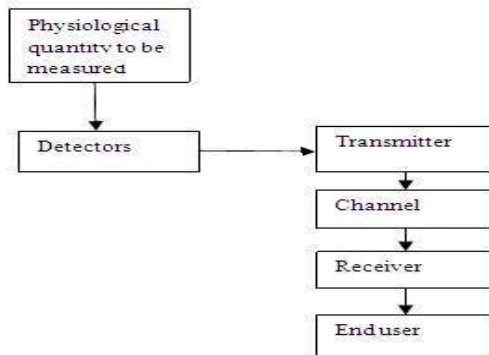 Physiological
quantity to be
measured
Detectors
Transmitter
Channel
Receiver
End user